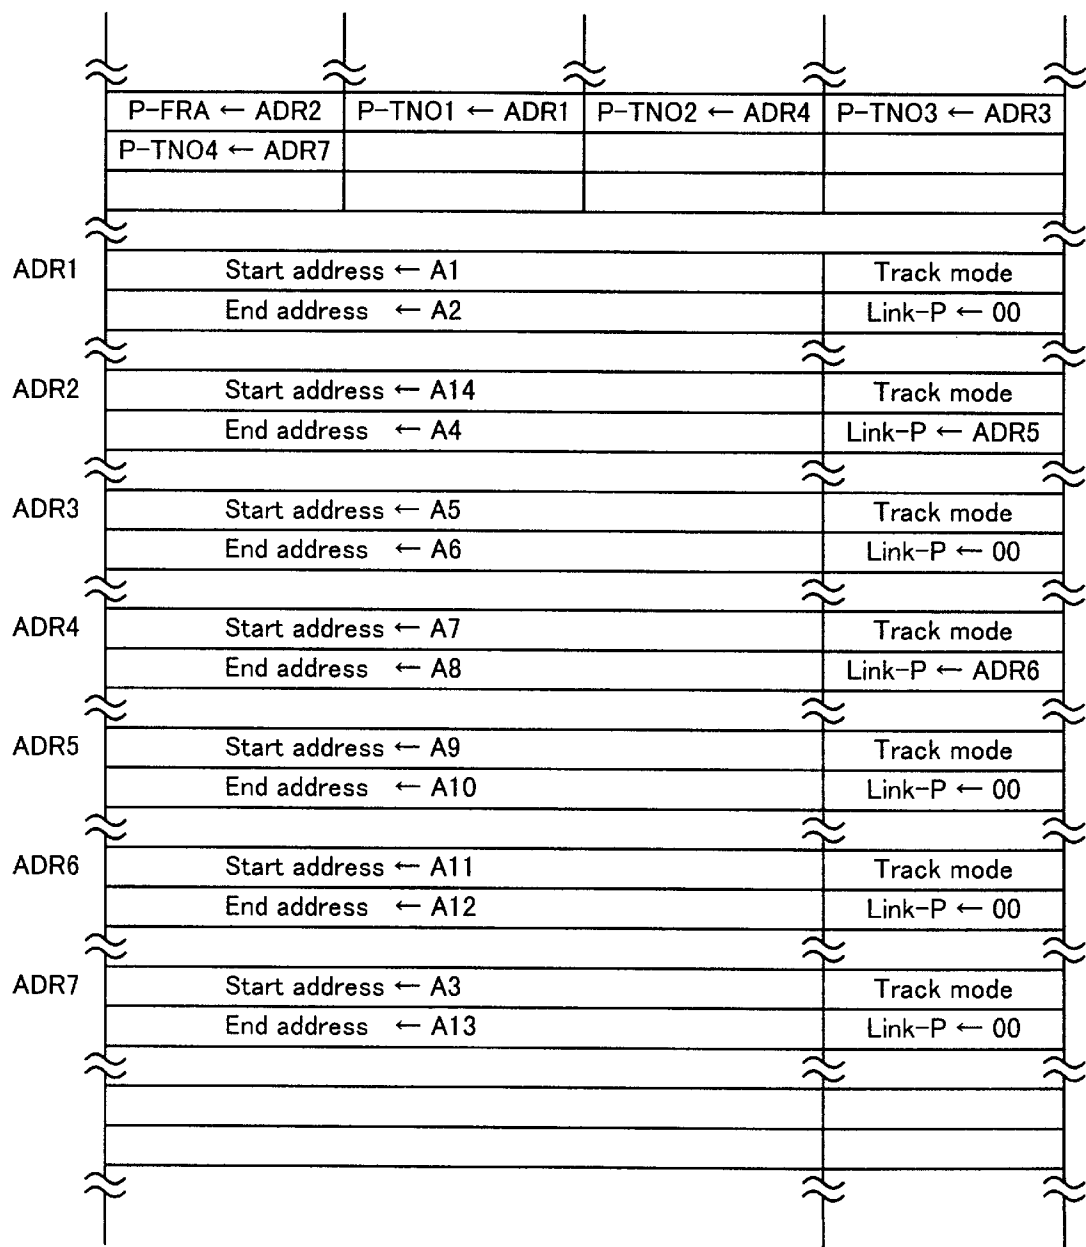 P-FRA ← ADR2 P-TNO1 ← ADR1 P-TNO2 ← ADR4 P-TNO3 ← ADR3
P-TNO4 ← ADR7
ADR1 Start address ← A1 Track mode
End address ← A2 Link-P ← 00
ADR2 Start address ← A14 Track mode
End address ← A4 Link-P ← ADR5
ADR3 Start address ← A5 Track mode
End address ← A6 Link-P ← 00
ADR4 Start address ← A7 Track mode
End address ← A8 Link-P ← ADR6
ADR5 Start address ← A9 Track mode
End address ← A10 Link-P ← 00
ADR6 Start address ← A11 Track mode
End address ← A12 Link-P ← 00
ADR7 Start address ← A3 Track mode
End address ← A13 Link-P ← 00